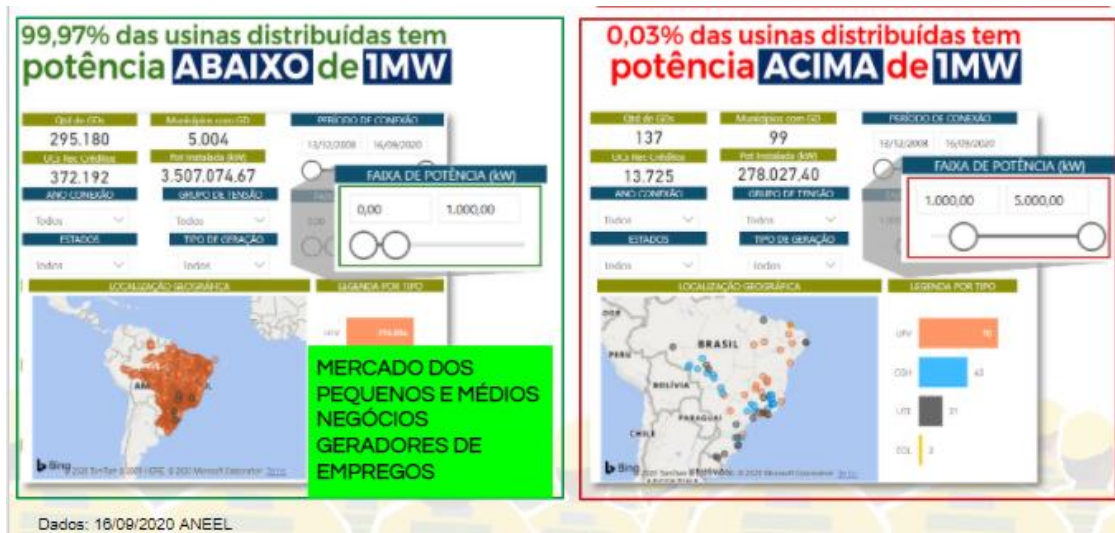 99,97% das usinas distribuídas tem
potência ABAIXO de 1MW
Qtd de GDs
Municípios com GD
PERÍODO DE CONEXÃO
295.180
5.004
13/12/2008
16/09/2020
UCs Rec Créditos
Pot Instalada (kW)
372.192
3.507.074,67
FAIXA DE POTÊNCIA (kW)
ANO CONEXÃO
GRUPO DE TENSÃO
0,00
1.000,00
Todos
Todos
ESTADOS
TIPO DE GERAÇÃO
Todos
Todos
LOCALIZAÇÃO GEOGRÁFICA
LEGENDA POR TIPO
UFV
MERCADO DOS
PEQUENOS E MÉDIOS
NEGÓCIOS
GERADORES DE
EMPREGOS
Bing
0,03% das usinas distribuídas tem
potência ACIMA de 1MW
Qtd de GDs
Municípios com GD
PERÍODO DE CONEXÃO
137
99
13/12/2008
16/09/2020
UCs Rec Créditos
Pot Instalada (kW)
13.725
278.027,40
FAIXA DE POTÊNCIA (kW)
ANO CONEXÃO
GRUPO DE TENSÃO
1.000,00
5.000,00
Todos
Todos
ESTADOS
TIPO DE GERAÇÃO
Todos
Todos
LOCALIZAÇÃO GEOGRÁFICA
LEGENDA POR TIPO
PERU
BRASIL
BOLÍVIA
PARAGUAI
CHILE
UFV
CGH 43
UTE 21
EOL 3
Bing
Dados: 16/09/2020 ANEEL